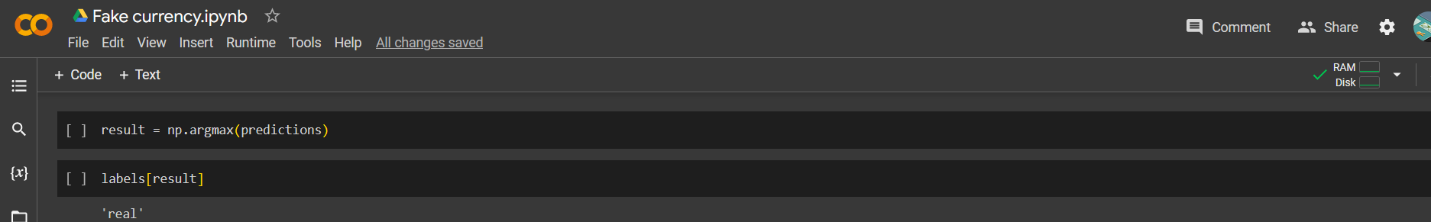 Fake currency.ipynb
File Edit View Insert Runtime Tools Help All changes saved
Comment Share
+ Code + Text
RAM
Disk
[ ] result = np.argmax(predictions)
{x}
[ ] labels[result]
'real'